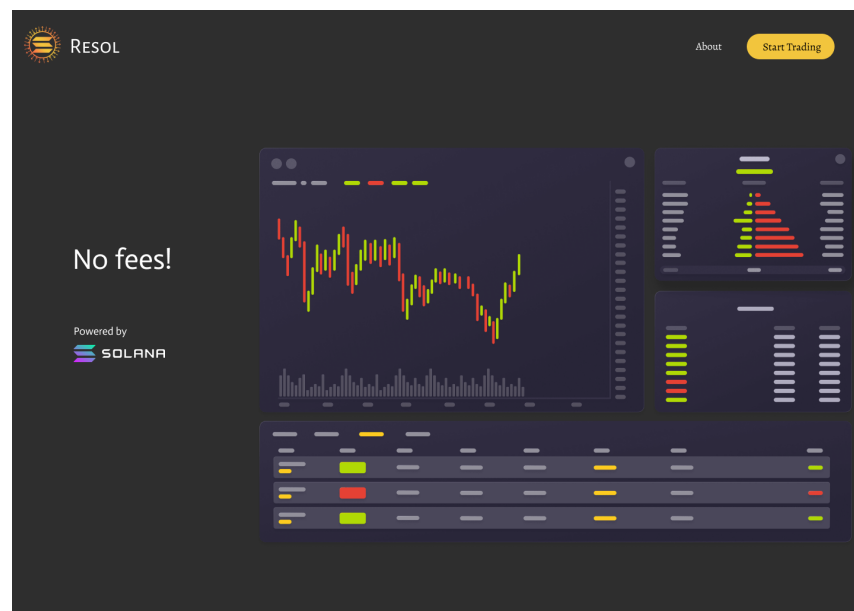 Resol
About
Start Trading
No fees!
Powered by
SOLANA